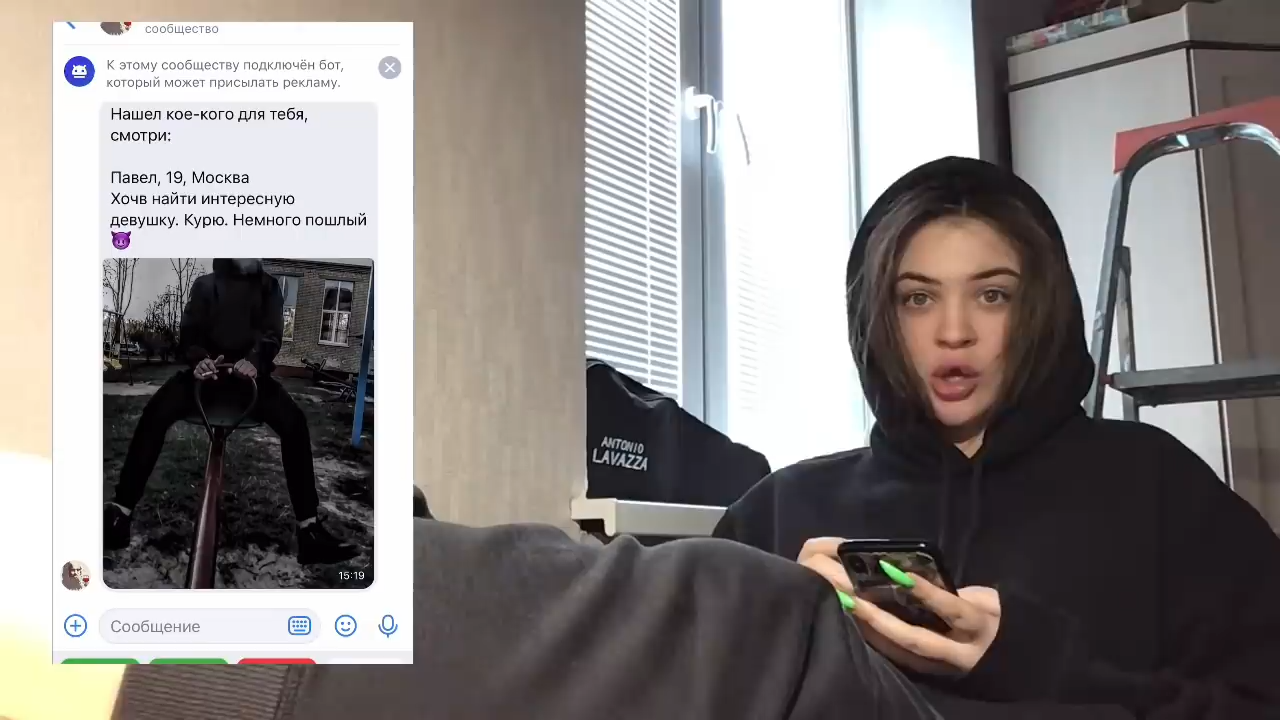 сообщество
К этому сообществу подключён бот,
который может присылать рекламу.
Нашел кое-кого для тебя,
смотри:
Павел, 19, Москва
Хочв найти интересную
девушку. Курю. Немного пошлый
😈
15:19
Сообщение
ANTONIO
LAVAZZA